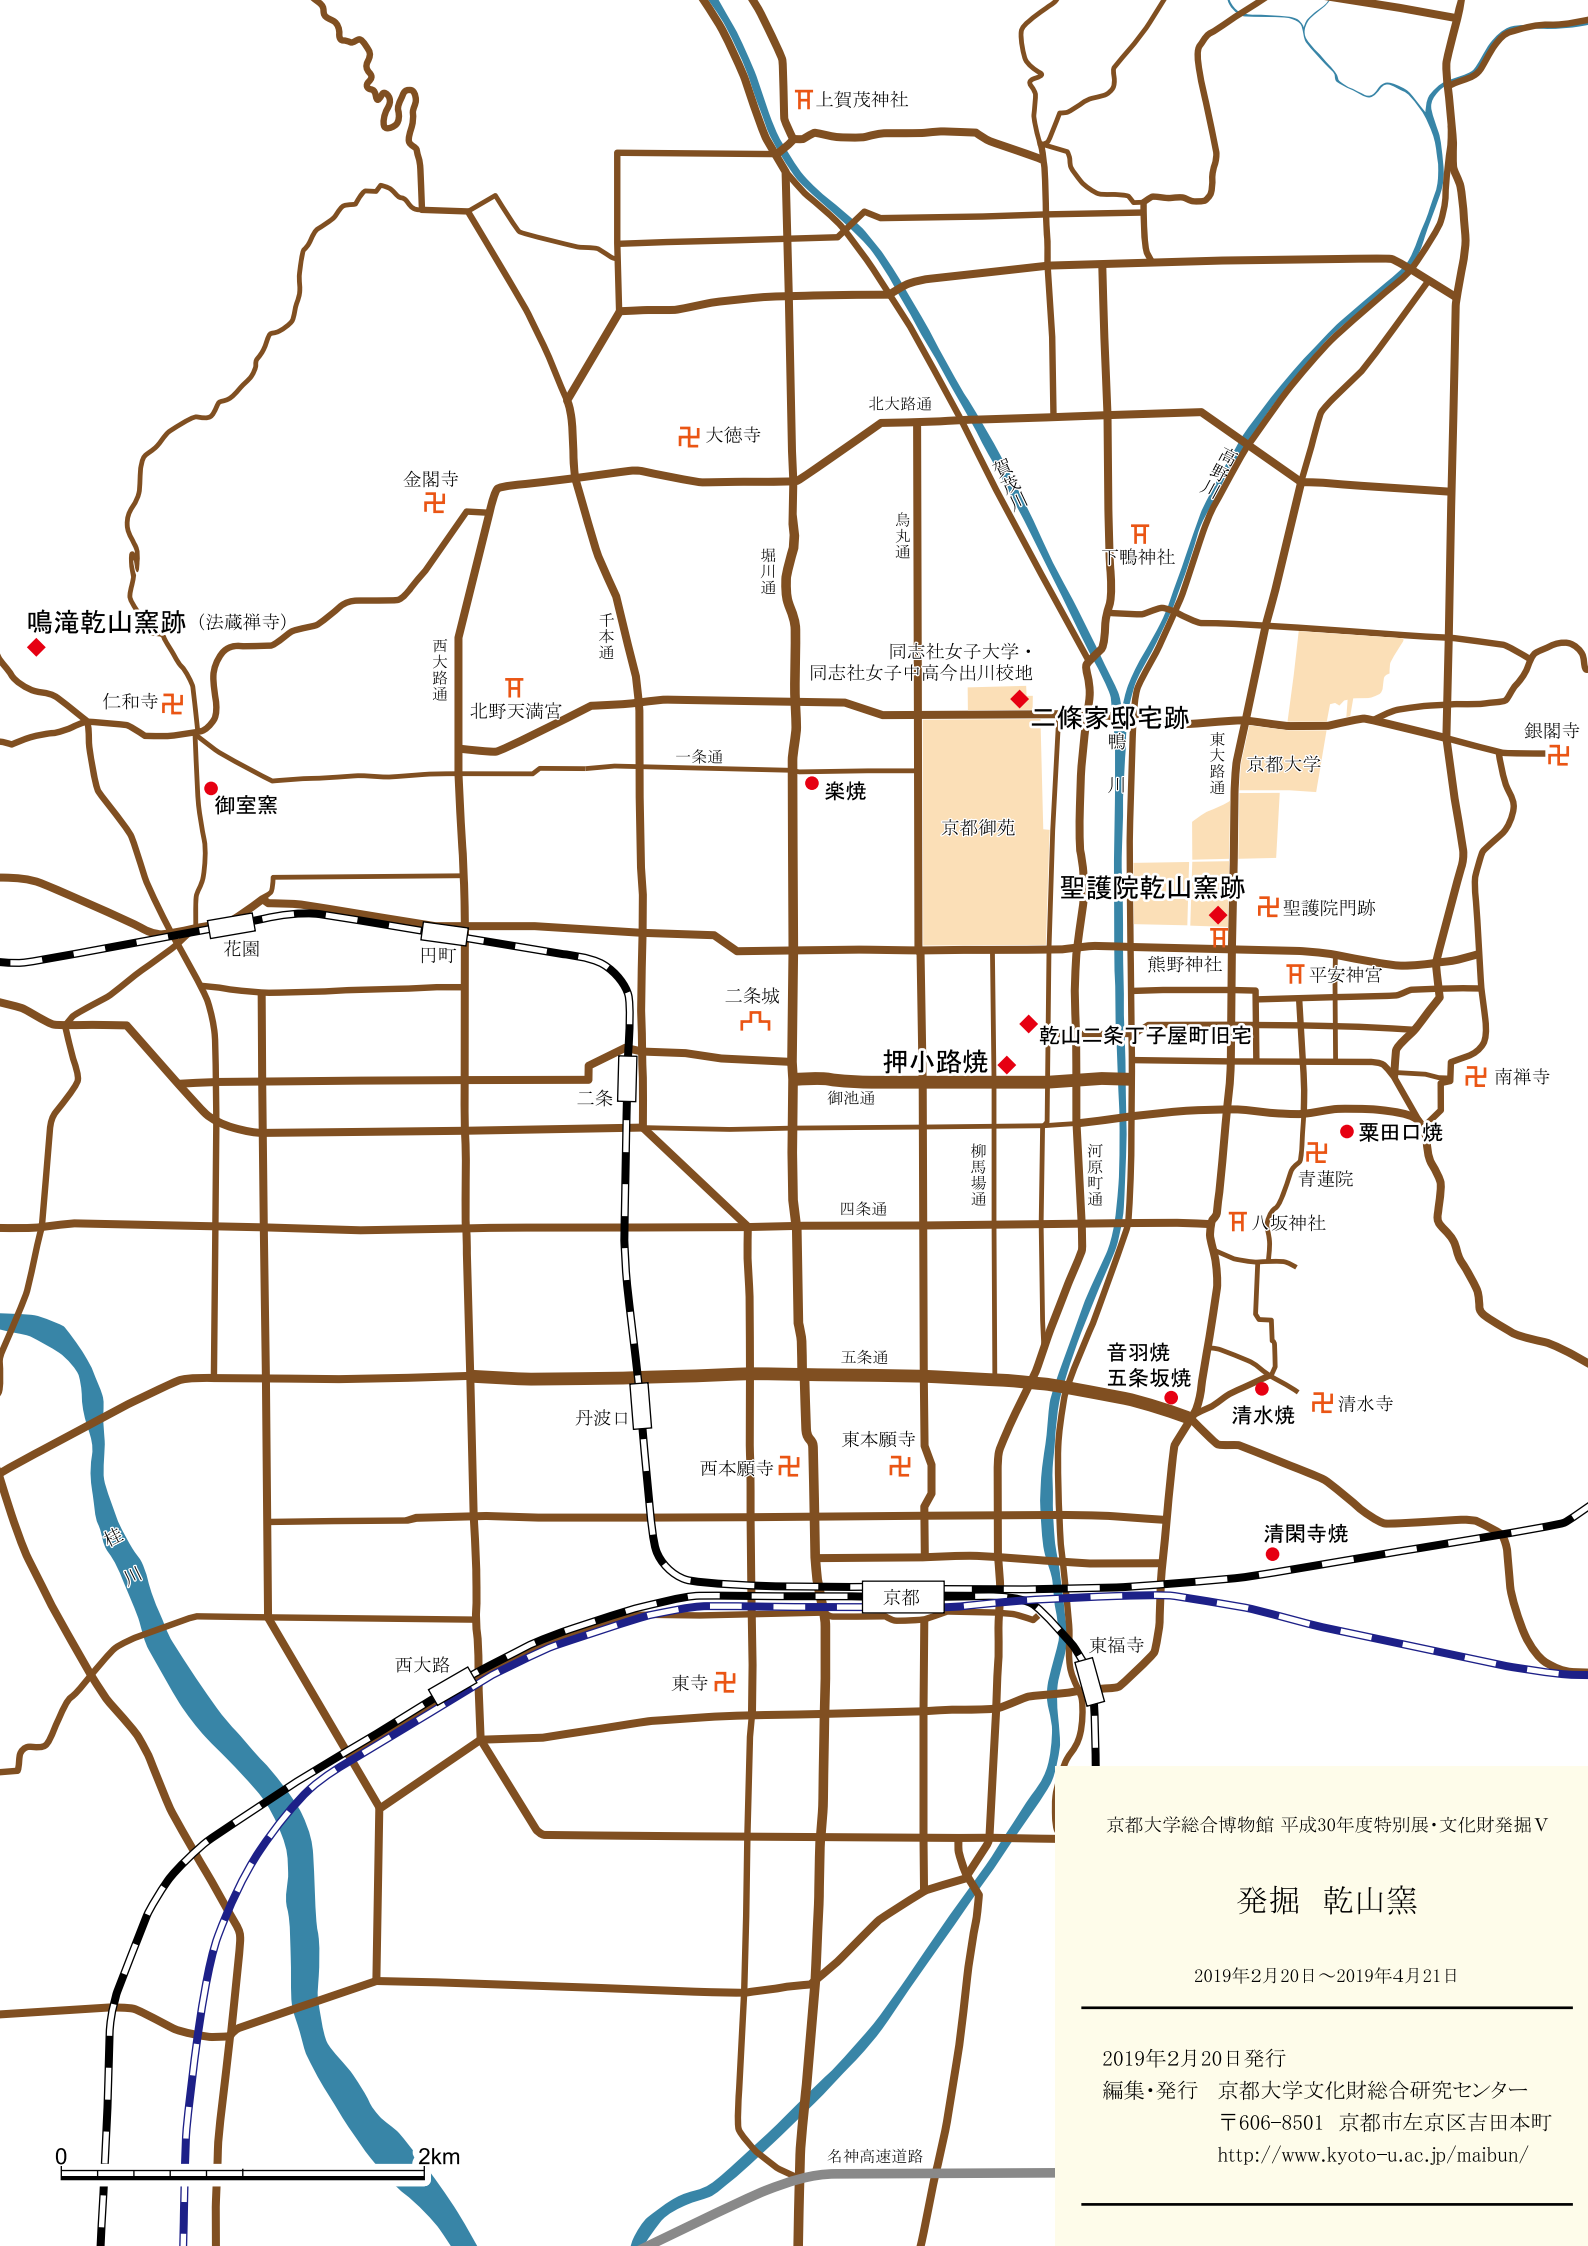 上賀茂神社
北大路通
大徳寺
金閣寺
賀茂川
高野川
烏丸通
堀川通
下鴨神社
鳴滝乾山窯跡（法蔵禅寺）
千本通
西大路通
同志社女子大学・
同志社女子中高今出川校地
仁和寺
北野天満宮
二條家邸宅跡
銀閣寺
鴨川
東大路通
一条通
京都大学
楽焼
御室窯
京都御苑
聖護院乾山窯跡
聖護院門跡
花園
円町
熊野神社
平安神宮
二条城
乾山二条丁子屋町旧宅
押小路焼
南禅寺
二条
御池通
粟田口焼
柳馬場通
河原町通
青蓮院
四条通
八坂神社
音羽焼
五条坂焼
五条通
清水焼
清水寺
丹波口
東本願寺
西本願寺
桂川
清閑寺焼
京都
東福寺
西大路
東寺
京都大学総合博物館 平成30年度特別展・文化財発掘Ⅴ
発掘　乾山窯
2019年2月20日～2019年4月21日
2019年2月20日発行
編集・発行　京都大学文化財総合研究センター
〒606-8501　京都市左京区吉田本町
http://www.kyoto-u.ac.jp/maibun/
名神高速道路
0 2km